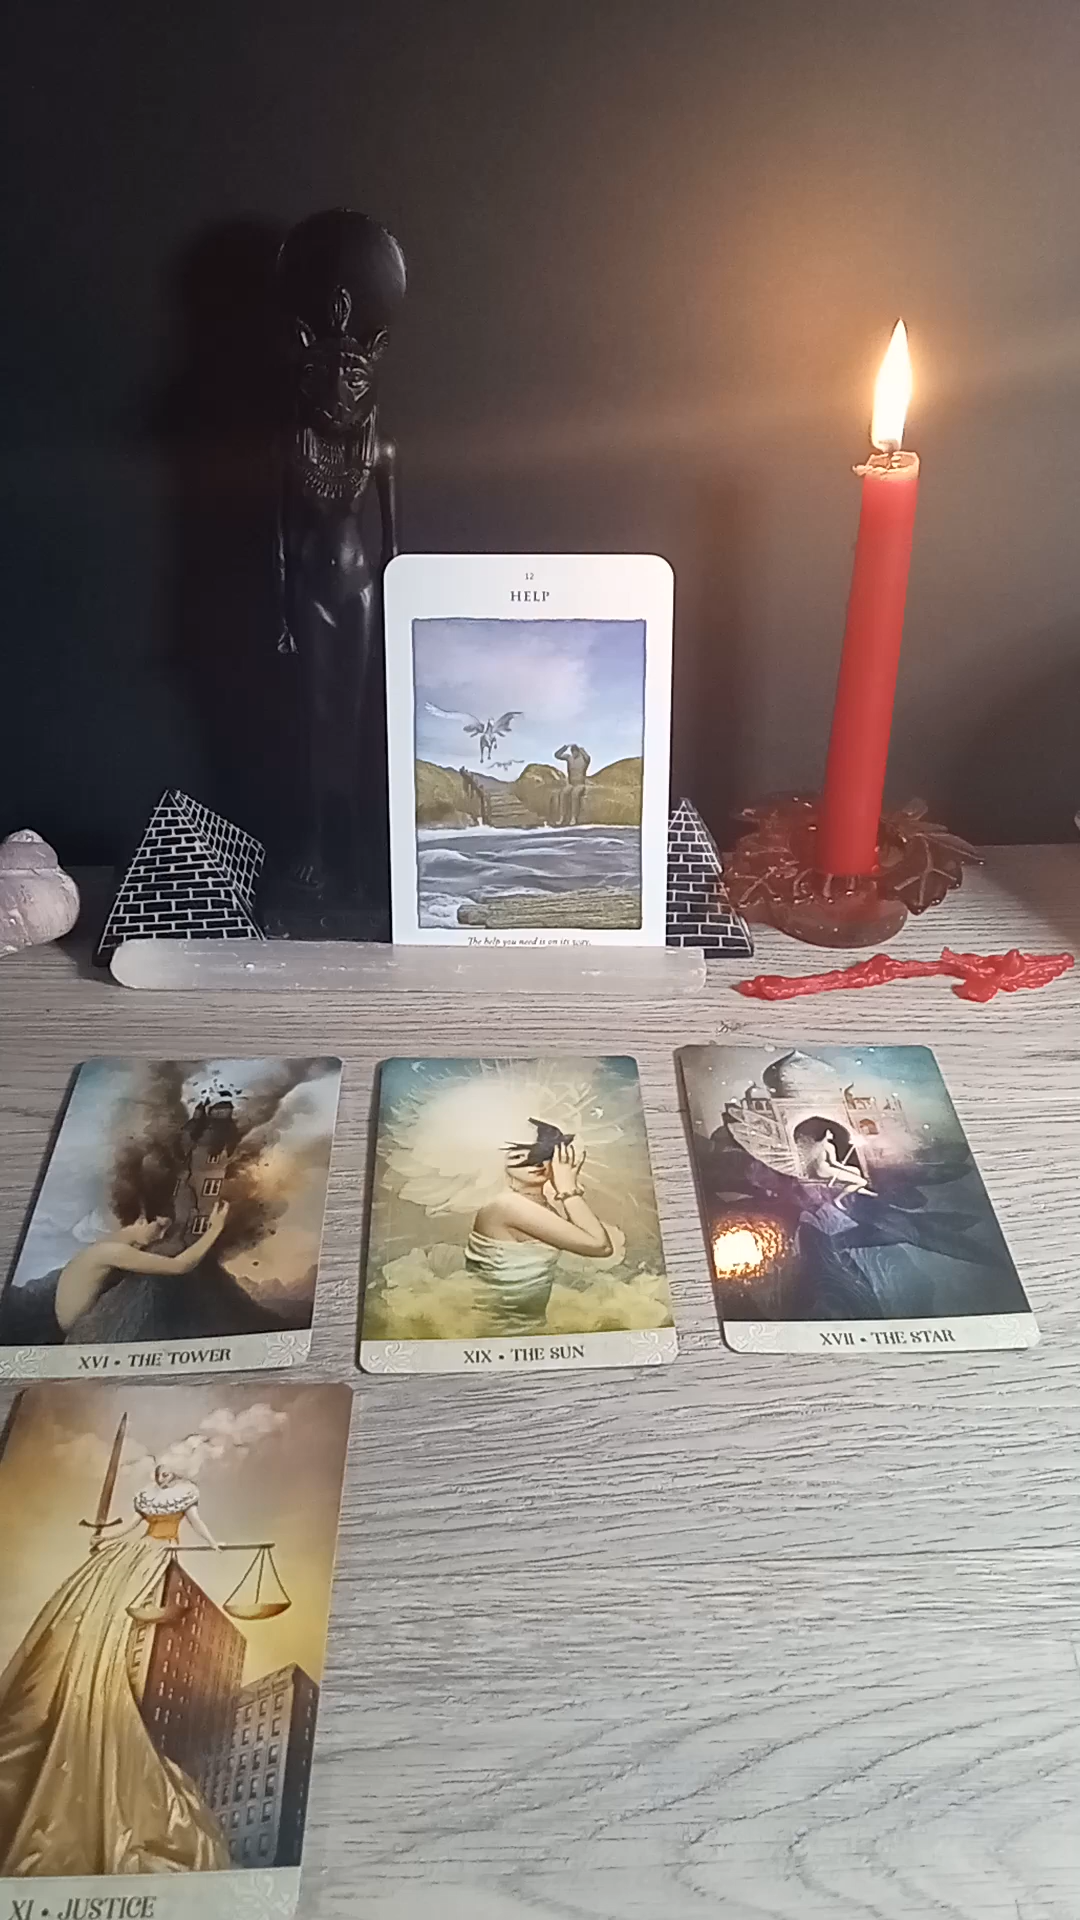 12
HELP
The help you need is on its way.
XVI • THE TOWER
XIX • THE SUN
XVII • THE STAR
XI • JUSTICE